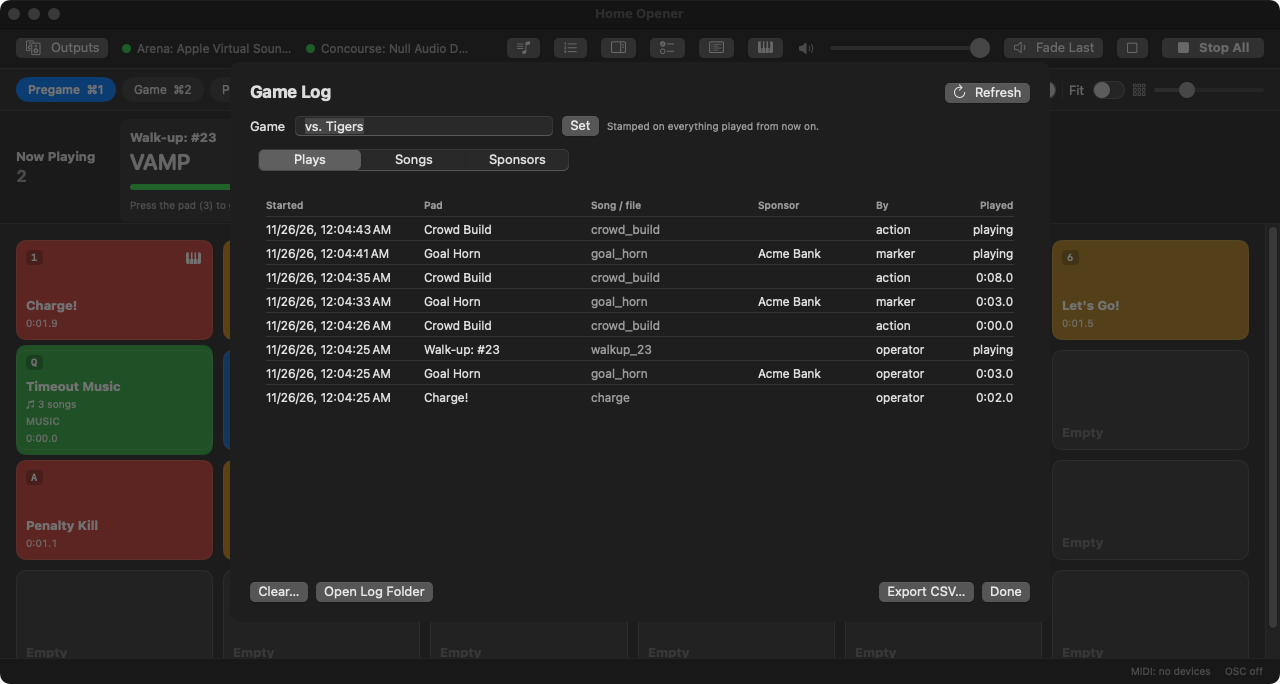 Home Opener
Outputs
Arena: Apple Virtual Soun...
Concourse: Null Audio D...
Fade Last
Stop All
Pregame ⌘1
Game ⌘2
P
Fit
Now Playing
2
Walk-up: #23
VAMP
Press the pad (3) to
Game Log
Refresh
Game
vs. Tigers
Set
Stamped on everything played from now on.
Plays Songs Sponsors
Started Pad Song / file Sponsor By Played
11/26/26, 12:04:43 AM Crowd Build crowd_build action playing
11/26/26, 12:04:41 AM Goal Horn goal_horn Acme Bank marker playing
11/26/26, 12:04:35 AM Crowd Build crowd_build action 0:08.0
11/26/26, 12:04:33 AM Goal Horn goal_horn Acme Bank marker 0:03.0
11/26/26, 12:04:26 AM Crowd Build crowd_build action 0:00.0
11/26/26, 12:04:25 AM Walk-up: #23 walkup_23 operator playing
11/26/26, 12:04:25 AM Goal Horn goal_horn Acme Bank operator 0:03.0
11/26/26, 12:04:25 AM Charge! charge operator 0:02.0
Clear...
Open Log Folder
Export CSV...
Done
1
Charge!
0:01.9
6
Let's Go!
0:01.5
Q
Timeout Music
3 songs
MUSIC
0:00.0
Empty
A
Penalty Kill
0:01.1
Empty
Empty
Empty
Empty
Empty
Empty
Empty
MIDI: no devices
OSC off